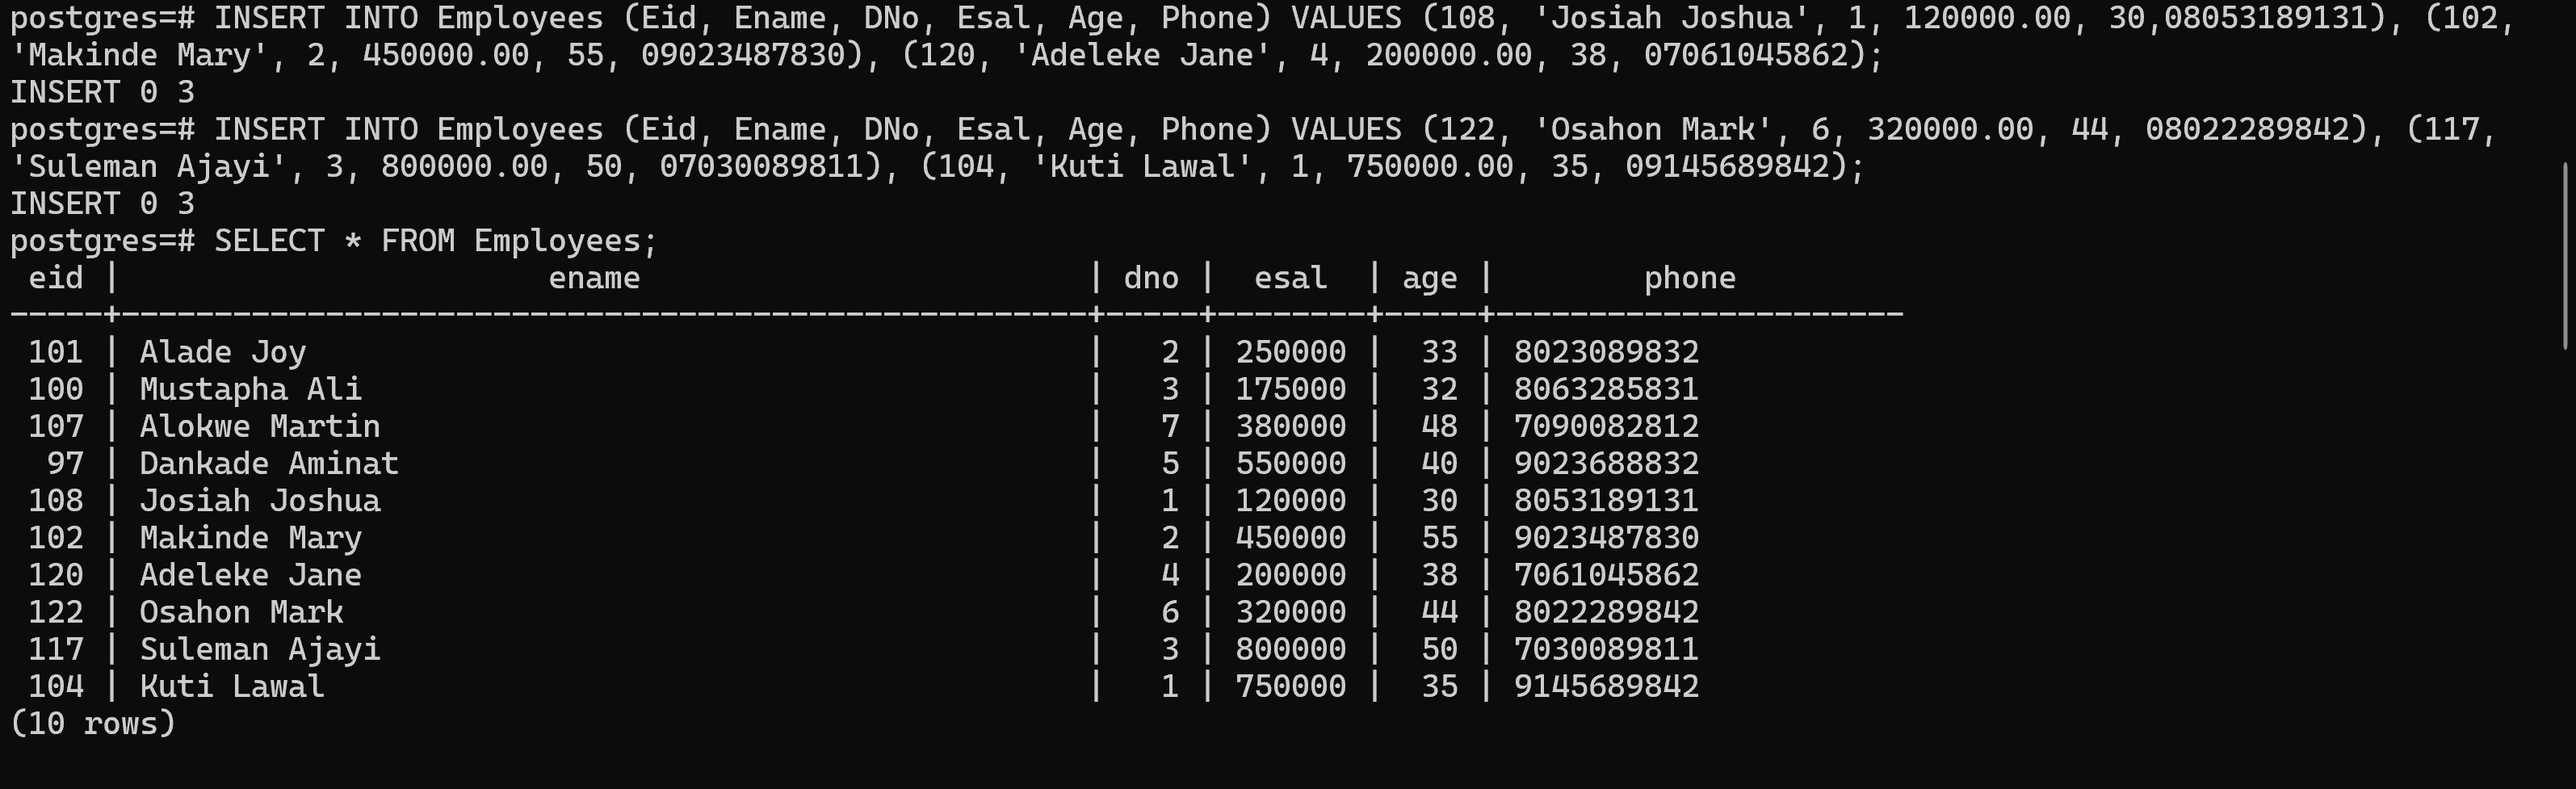 postgres=# INSERT INTO Employees (Eid, Ename, DNo, Esal, Age, Phone) VALUES (108, 'Josiah Joshua', 1, 120000.00, 30,08053189131), (102,
'Makinde Mary', 2, 450000.00, 55, 09023487830), (120, 'Adeleke Jane', 4, 200000.00, 38, 07061045862);
INSERT 0 3
postgres=# INSERT INTO Employees (Eid, Ename, DNo, Esal, Age, Phone) VALUES (122, 'Osahon Mark', 6, 320000.00, 44, 08022289842), (117,
'Suleman Ajayi', 3, 800000.00, 50, 07030089811), (104, 'Kuti Lawal', 1, 750000.00, 35, 09145689842);
INSERT 0 3
postgres=# SELECT * FROM Employees;
 eid |                       ename                        | dno |  esal  | age |        phone
-----+----------------------------------------------------+-----+--------+-----+----------------------
 101 | Alade Joy                                          |   2 | 250000 |  33 | 8023089832
 100 | Mustapha Ali                                       |   3 | 175000 |  32 | 8063285831
 107 | Alokwe Martin                                      |   7 | 380000 |  48 | 7090082812
  97 | Dankade Aminat                                     |   5 | 550000 |  40 | 9023688832
 108 | Josiah Joshua                                      |   1 | 120000 |  30 | 8053189131
 102 | Makinde Mary                                       |   2 | 450000 |  55 | 9023487830
 120 | Adeleke Jane                                       |   4 | 200000 |  38 | 7061045862
 122 | Osahon Mark                                        |   6 | 320000 |  44 | 8022289842
 117 | Suleman Ajayi                                      |   3 | 800000 |  50 | 7030089811
 104 | Kuti Lawal                                         |   1 | 750000 |  35 | 9145689842
(10 rows)